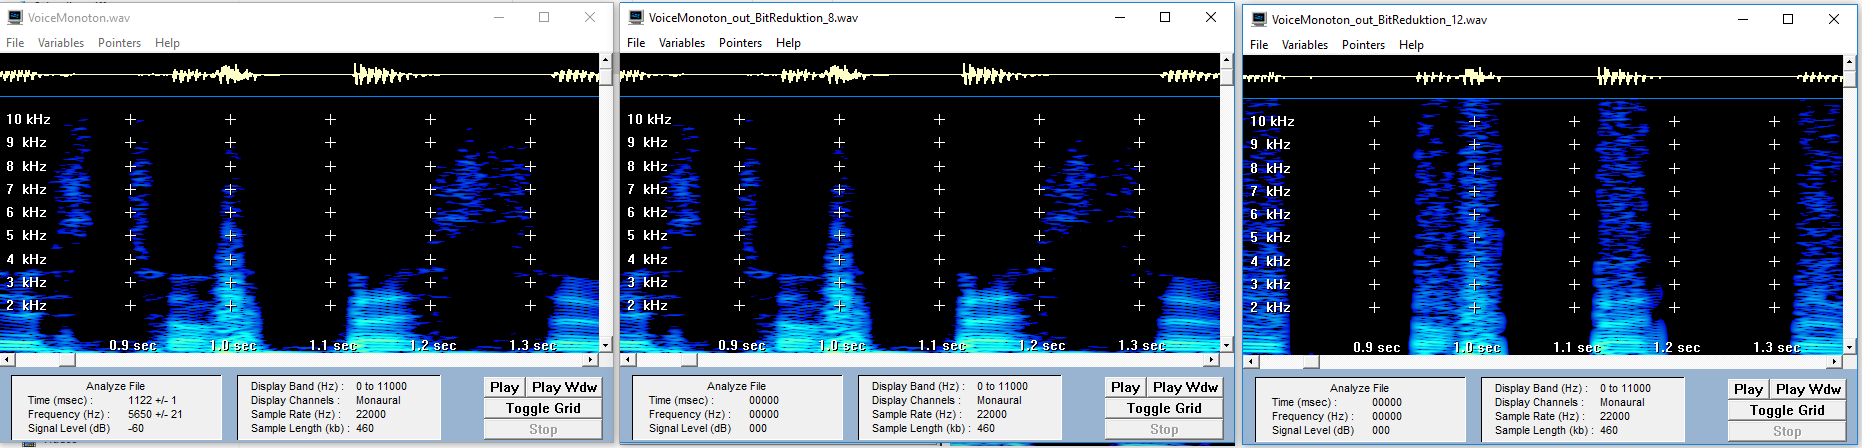 VoiceMonoton.wav
File Variables Pointers Help
10 kHz
9 kHz
8 kHz
7 kHz
6 kHz
5 kHz
4 kHz
3 kHz
2 kHz
0.9 sec 1.0 sec 1.1 sec 1.2 sec 1.3 sec
Analyze File
Time (msec) : 1122 +/- 1
Frequency (Hz) : 5650 +/- 21
Signal Level (dB) -60
Display Band (Hz) : 0 to 11000
Display Channels : Monaural
Sample Rate (Hz) : 22000
Sample Length (kb) : 460
Play Play Wdw
Toggle Grid
Stop
VoiceMonoton_out_BitReduktion_8.wav
File Variables Pointers Help
10 kHz
9 kHz
8 kHz
7 kHz
6 kHz
5 kHz
4 kHz
3 kHz
2 kHz
0.9 sec 1.0 sec 1.1 sec 1.2 sec 1.3 sec
Analyze File
Time (msec) : 00000
Frequency (Hz) : 00000
Signal Level (dB) 000
Display Band (Hz) : 0 to 11000
Display Channels : Monaural
Sample Rate (Hz) : 22000
Sample Length (kb) : 460
Play Play Wdw
Toggle Grid
Stop
VoiceMonoton_out_BitReduktion_12.wav
File Variables Pointers Help
10 kHz
9 kHz
8 kHz
7 kHz
6 kHz
5 kHz
4 kHz
3 kHz
2 kHz
0.9 sec 1.0 sec 1.1 sec 1.2 sec 1.3 sec
Analyze File
Time (msec) : 00000
Frequency (Hz) : 00000
Signal Level (dB) 000
Display Band (Hz) : 0 to 11000
Display Channels : Monaural
Sample Rate (Hz) : 22000
Sample Length (kb) : 460
Play Play Wdw
Toggle Grid
Stop